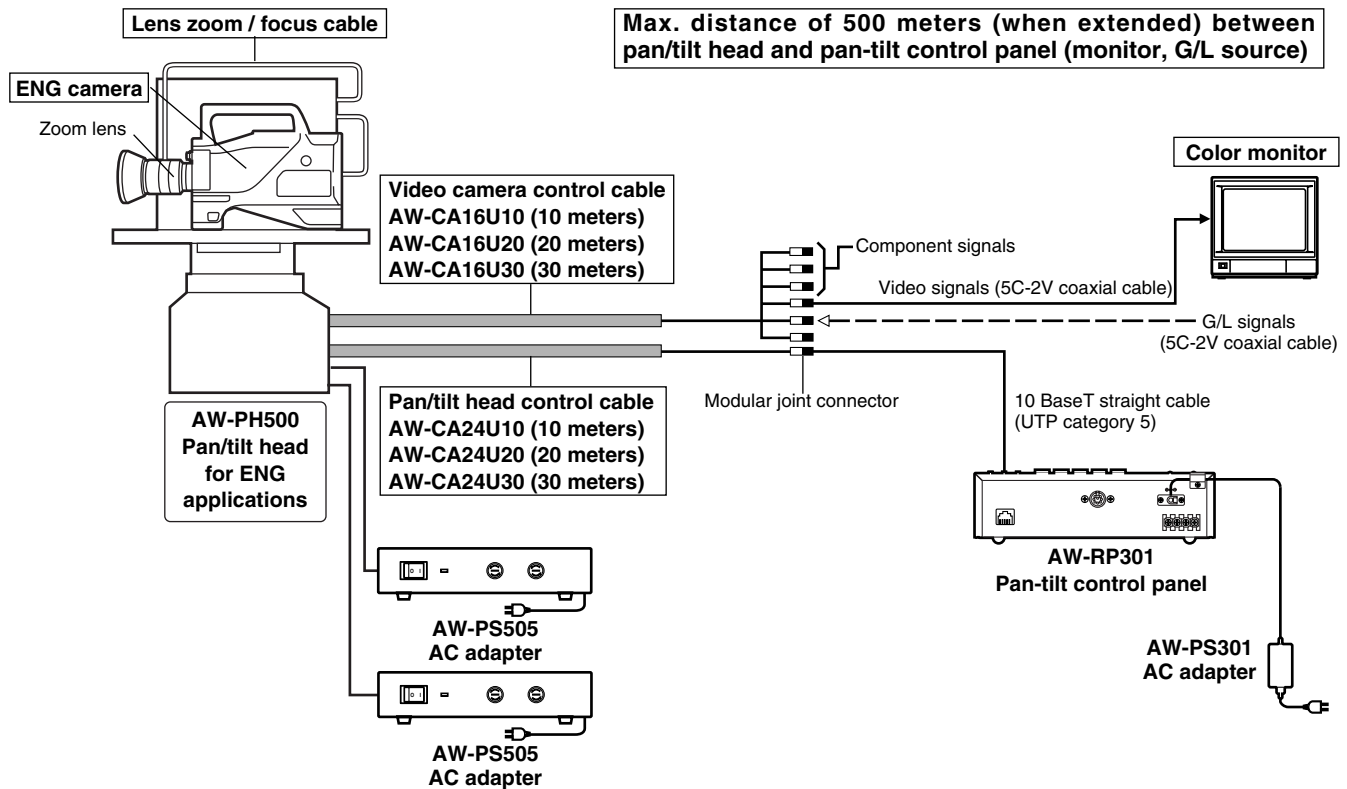 Lens zoom / focus cable
Max. distance of 500 meters (when extended) between
pan/tilt head and pan-tilt control panel (monitor, G/L source)
ENG camera
Zoom lens
Color monitor
Video camera control cable
AW-CA16U10 (10 meters)
AW-CA16U20 (20 meters)
AW-CA16U30 (30 meters)
Component signals
Video signals (5C-2V coaxial cable)
G/L signals
(5C-2V coaxial cable)
Pan/tilt head control cable
AW-CA24U10 (10 meters)
AW-CA24U20 (20 meters)
AW-CA24U30 (30 meters)
Modular joint connector
10 BaseT straight cable
(UTP category 5)
AW-PH500
Pan/tilt head
for ENG
applications
AW-RP301
Pan-tilt control panel
AW-PS505
AC adapter
AW-PS301
AC adapter
AW-PS505
AC adapter